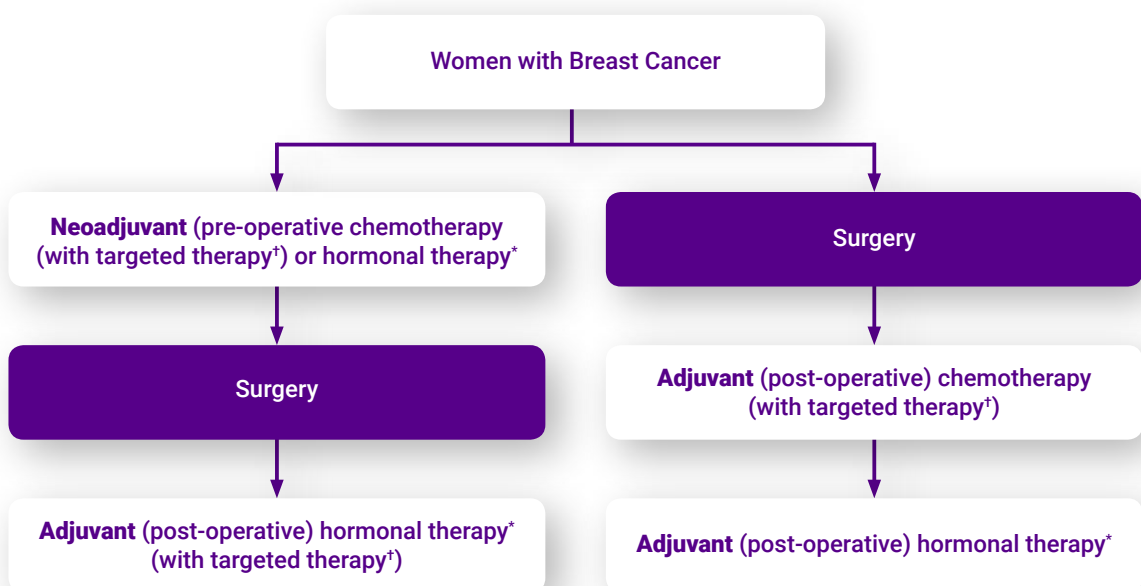 Women with Breast Cancer
Neoadjuvant (pre-operative chemotherapy
(with targeted therapy†) or hormonal therapy*
Surgery
Adjuvant (post-operative) hormonal therapy*
(with targeted therapy†)
Surgery
Adjuvant (post-operative) chemotherapy
(with targeted therapy†)
Adjuvant (post-operative) hormonal therapy*